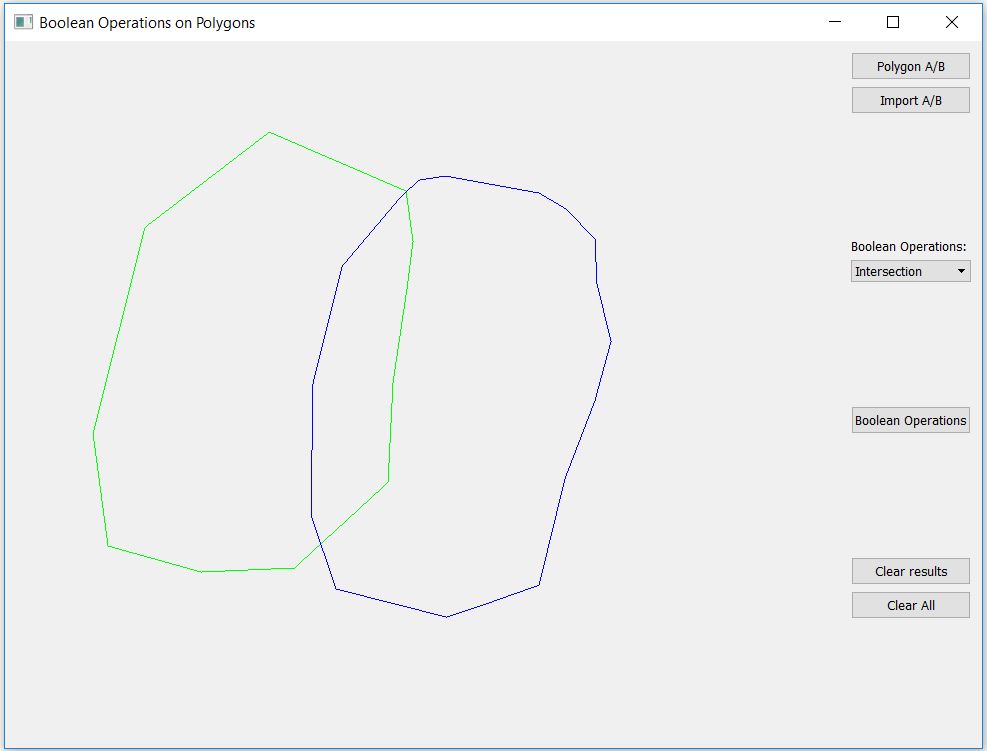 Boolean Operations on Polygons
Polygon A/B
Import A/B
Boolean Operations:
Intersection
Boolean Operations
Clear results
Clear All